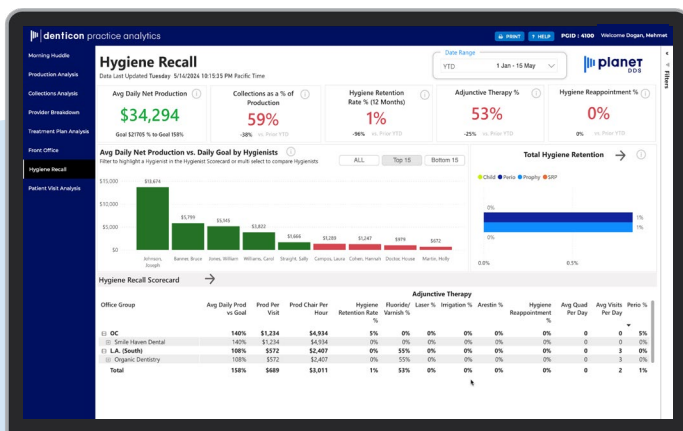 denticon practice analytics
PRINT
? HELP
PGID : 4100
Welcome Dogan, Mehmet
Morning Huddle
Production Analysis
Collections Analysis
Provider Breakdown
Treatment Plan Analysis
Front Office
Hygiene Recall
Patient Visit Analysis
Hygiene Recall
Data Last Updated Tuesday 5/14/2024 10:15:35 PM Pacific Time
Date Range
YTD 1 Jan - 15 May
planet
DDS
Filters
Avg Daily Net Production
$34,294
Goal $21705 % to Goal 158%
Collections as a % of
Production
59%
-38% vs. Prior YTD
Hygiene Retention
Rate % (12 Months)
1%
-96% vs. Prior YTD
Adjunctive Therapy %
53%
-25% vs. Prior YTD
Hygiene Reappointment %
0%
0% vs. Prior YTD
Avg Daily Net Production vs. Daily Goal by Hygienists
Filter to highlight a Hygienist in the Hygienist Scorecard or multi select to compare Hygienists
ALL
Top 15
Bottom 15
$15,000
$10,000
$5,000
$0
$13,674
$5,799
$5,145
$3,823
$1,666
$1,288
$1,247
$979
$672
Johnson, Joseph
Banner, Bruce
Jones, William
Williams, Carol
Straight, Sally
Campos, Laura
Cohen, Hannah
Doctor, House
Martin, Holly
Total Hygiene Retention
Child Perio Prophy SRP
0%
1%
1%
0%
0.0%
0.5%
Hygiene Recall Scorecard
Adjunctive Therapy
Office Group Avg Daily Prod vs Goal Prod Per Visit Prod Chair Per Hour Hygiene Retention Rate % Fluoride/ Varnish % Laser % Irrigation % Arestin % Hygiene Reappointment % Avg Quad Per Day Avg Visits Per Day Perio %
OC 140% $1,234 $4,934 5% 0% 0% 0% 0% 0% 0 0 5%
Smile Haven Dental 140% $1,234 $4,934 0% 0% 0% 0% 0% 0% 0 0 0%
L.A. (South) 108% $572 $2,407 0% 55% 0% 0% 0% 0% 0 3 0%
Organic Dentistry 108% $572 $2,407 0% 55% 0% 0% 0% 0% 0 3 0%
Total 158% $689 $3,011 1% 53% 0% 0% 0% 0% 0 2 1%